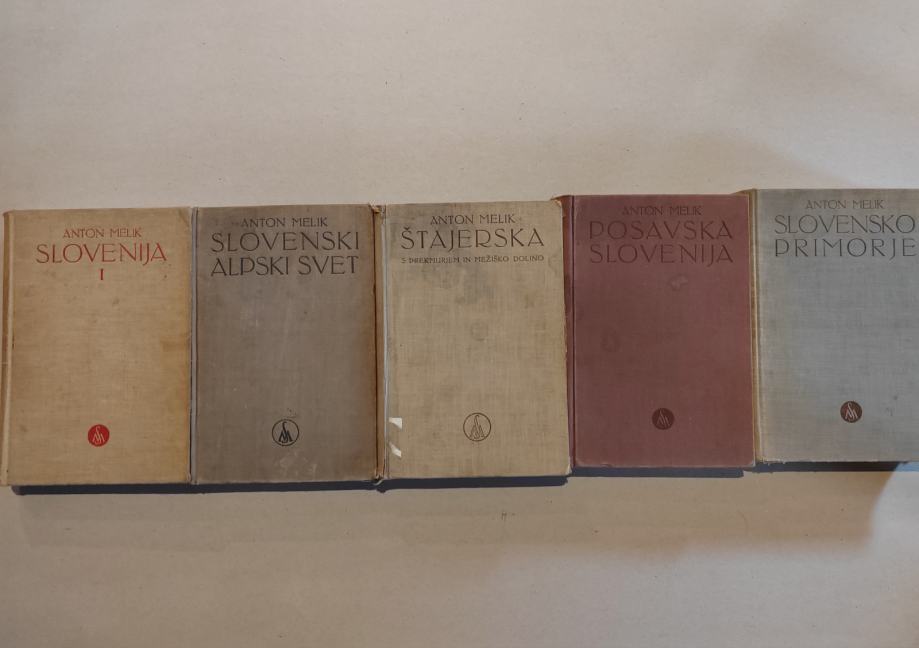 ANTON MELIK
SLOVENIJA
I
ANTON MELIK
SLOVENSKI
ALPSKI SVET
ANTON MELIK
ŠTAJERSKA
S PREKMURJEM IN MEŽIŠKO DOLINO
ANTON MELIK
POSAVSKA
SLOVENIJA
ANTON MELIK
SLOVENSKO
PRIMORJE